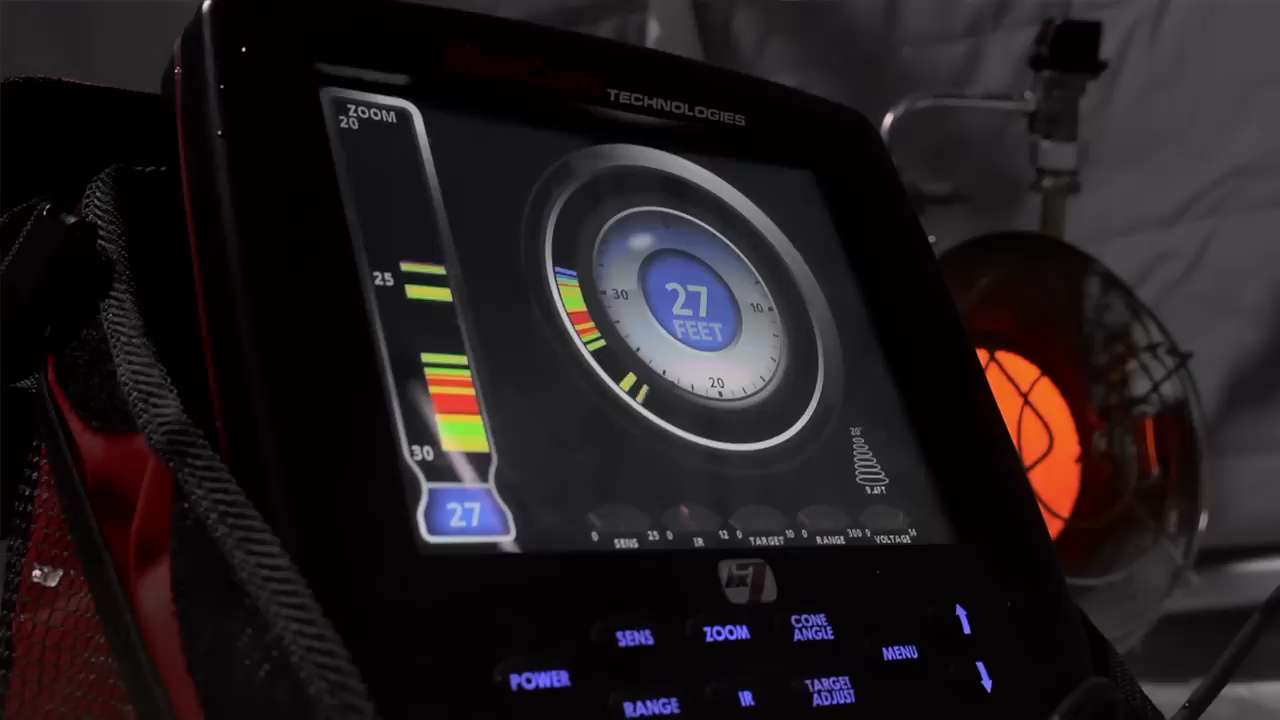 TECHNOLOGIES
ZOOM
20
25
30
27
30
10
20
27
FEET
20°
9.4FT
0 SENS 25
0 IR 12
0 TARGET 10
0 RANGE 300
9 VOLTAGE 14
SENS
ZOOM
CONE
ANGLE
MENU
POWER
RANGE
IR
TARGET
ADJUST